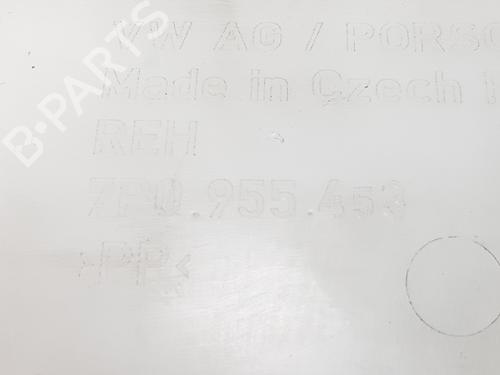 VW AG / PORSC
Made in Czech
REH
7P0.955.453
>PP<
B-PARTS